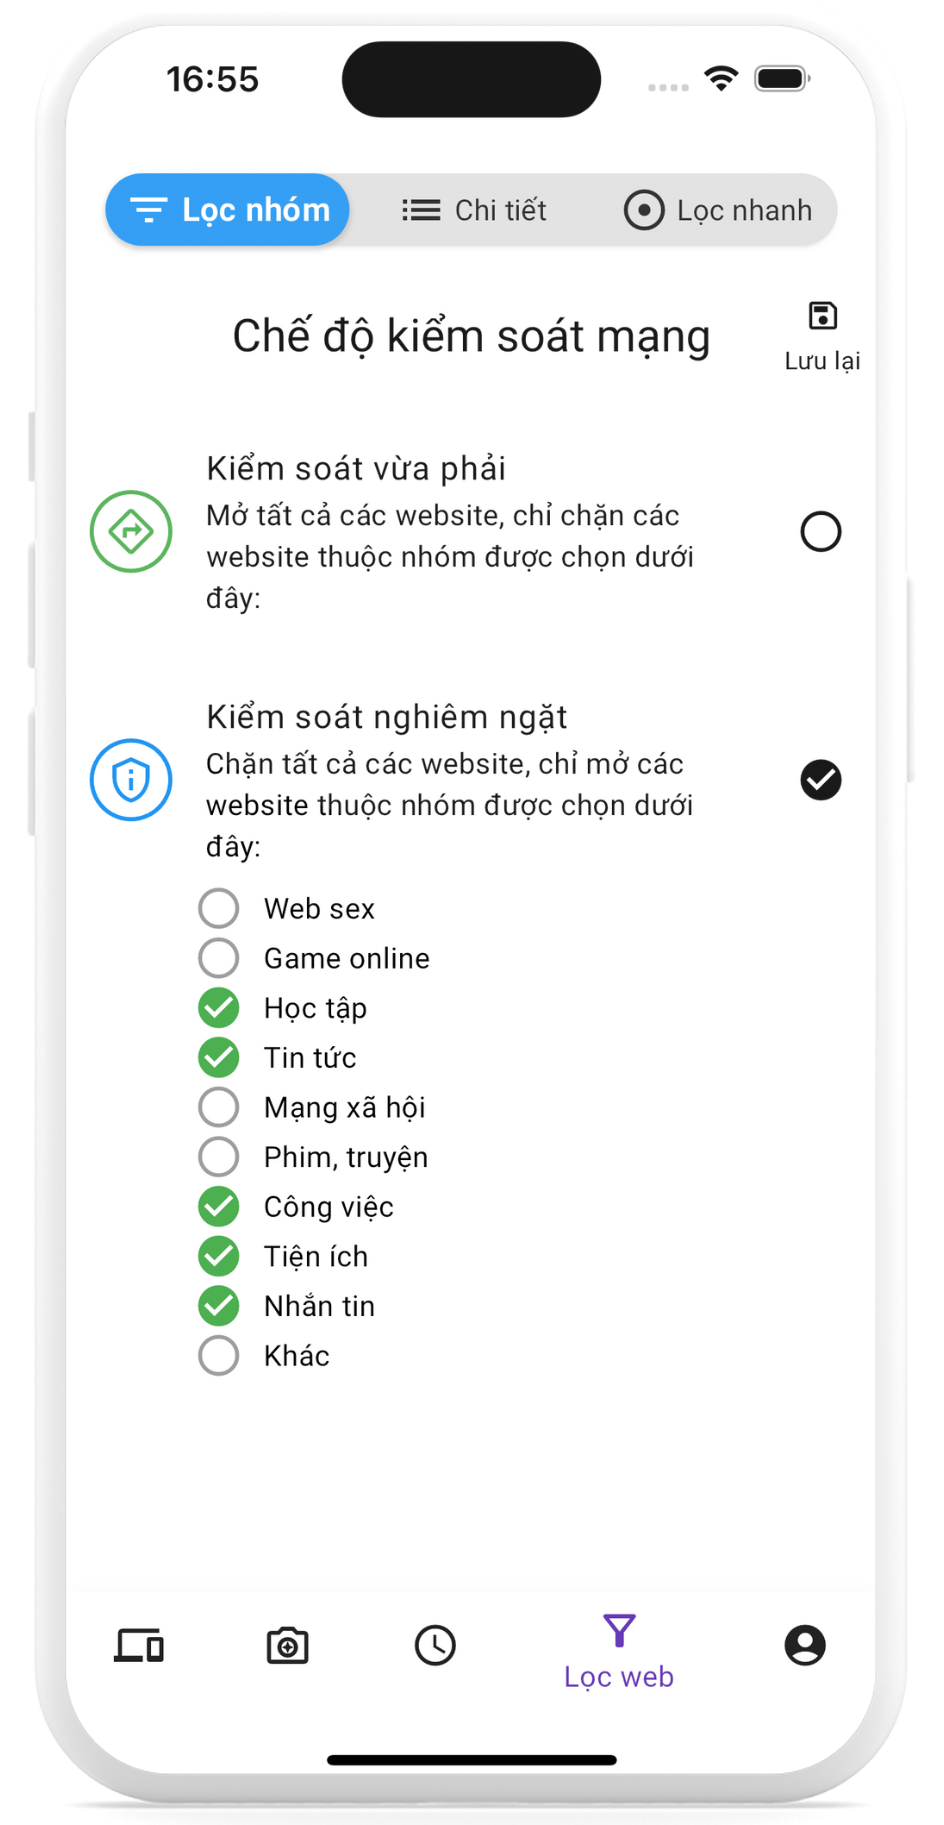 16:55
Lọc nhóm
Chi tiết
Lọc nhanh
Chế độ kiểm soát mạng
Lưu lại
Kiểm soát vừa phải
Mở tất cả các website, chỉ chặn các
website thuộc nhóm được chọn dưới
đây:
Kiểm soát nghiêm ngặt
Chặn tất cả các website, chỉ mở các
website thuộc nhóm được chọn dưới
đây:
Web sex
Game online
Học tập
Tin tức
Mạng xã hội
Phim, truyện
Công việc
Tiện ích
Nhắn tin
Khác
Lọc web